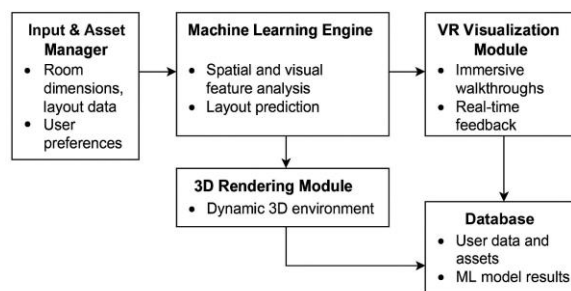 Input & Asset
Manager
• Room
dimensions,
layout data
• User
preferences
Machine Learning Engine
• Spatial and visual
feature analysis
• Layout prediction
VR Visualization
Module
• Immersive
walkthroughs
• Real-time
feedback
3D Rendering Module
• Dynamic 3D environment
Database
• User data and
assets
• ML model results